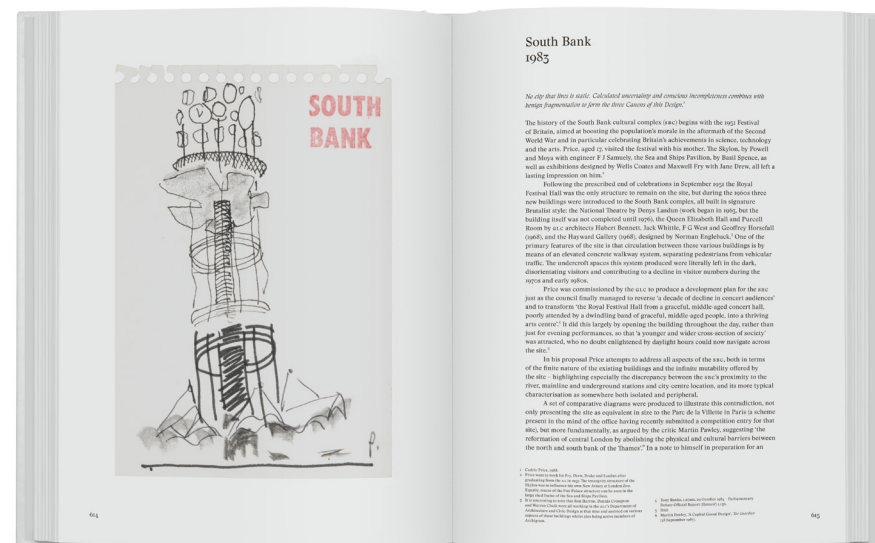 SOUTH
BANK
P.
614
South Bank
1983
No city that lives is static. Calculated uncertainty and conscious incompleteness combines with
benign fragmentation to form the three Canons of this Design.¹
The history of the South Bank cultural complex (SBC) begins with the 1951 Festival
of Britain, aimed at boosting the population's morale in the aftermath of the Second
World War and in particular celebrating Britain's achievements in science, technology
and the arts. Price, aged 17, visited the festival with his mother. The Skylon, by Powell
and Moya with engineer F J Samuely, the Sea and Ships Pavilion, by Basil Spence, as
well as exhibitions designed by Wells Coates and Maxwell Fry with Jane Drew, all left a
lasting impression on him.²
Following the prescribed end of celebrations in September 1951 the Royal
Festival Hall was the only structure to remain on the site, but during the 1960s three
new buildings were introduced to the South Bank complex, all built in signature
Brutalist style: the National Theatre by Denys Lasdun (work began in 1965, but the
building itself was not completed until 1976), the Queen Elizabeth Hall and Purcell
Room by GLC architects Hubert Bennett, Jack Whittle, F G West and Geoffrey Horsefall
(1968), and the Hayward Gallery (1968), designed by Norman Engleback.³ One of the
primary features of the site is that circulation between these various buildings is by
means of an elevated concrete walkway system, separating pedestrians from vehicular
traffic. The undercroft spaces this system produced were literally left in the dark,
disorientating visitors and contributing to a decline in visitor numbers during the
1970s and early 1980s.
Price was commissioned by the GLC to produce a development plan for the SBC
just as the council finally managed to reverse 'a decade of decline in concert audiences'
and to transform 'the Royal Festival Hall from a graceful, middle-aged concert hall,
poorly attended by a dwindling band of graceful, middle-aged people, into a thriving
arts centre'.⁴ It did this largely by opening the building throughout the day, rather than
just for evening performances, so that 'a younger and wider cross-section of society'
was attracted, who no doubt enlightened by daylight hours could now navigate across
the site.⁵
In his proposal Price attempts to address all aspects of the SBC, both in terms
of the finite nature of the existing buildings and the infinite mutability offered by
the site – highlighting especially the discrepancy between the SBC's proximity to the
river, mainline and underground stations and city centre location, and its more typical
characterisation as somewhere both isolated and peripheral.
A set of comparative diagrams were produced to illustrate this contradiction, not
only presenting the site as equivalent in size to the Parc de la Villette in Paris (a scheme
present in the mind of the office having recently submitted a competition entry for that
site), but more fundamentally, as argued by the critic Martin Pawley, suggesting 'the
reformation of central London by abolishing the physical and cultural barriers between
the north and south bank of the Thames'.⁶ In a note to himself in preparation for an
1 Cedric Price, 1988.
615